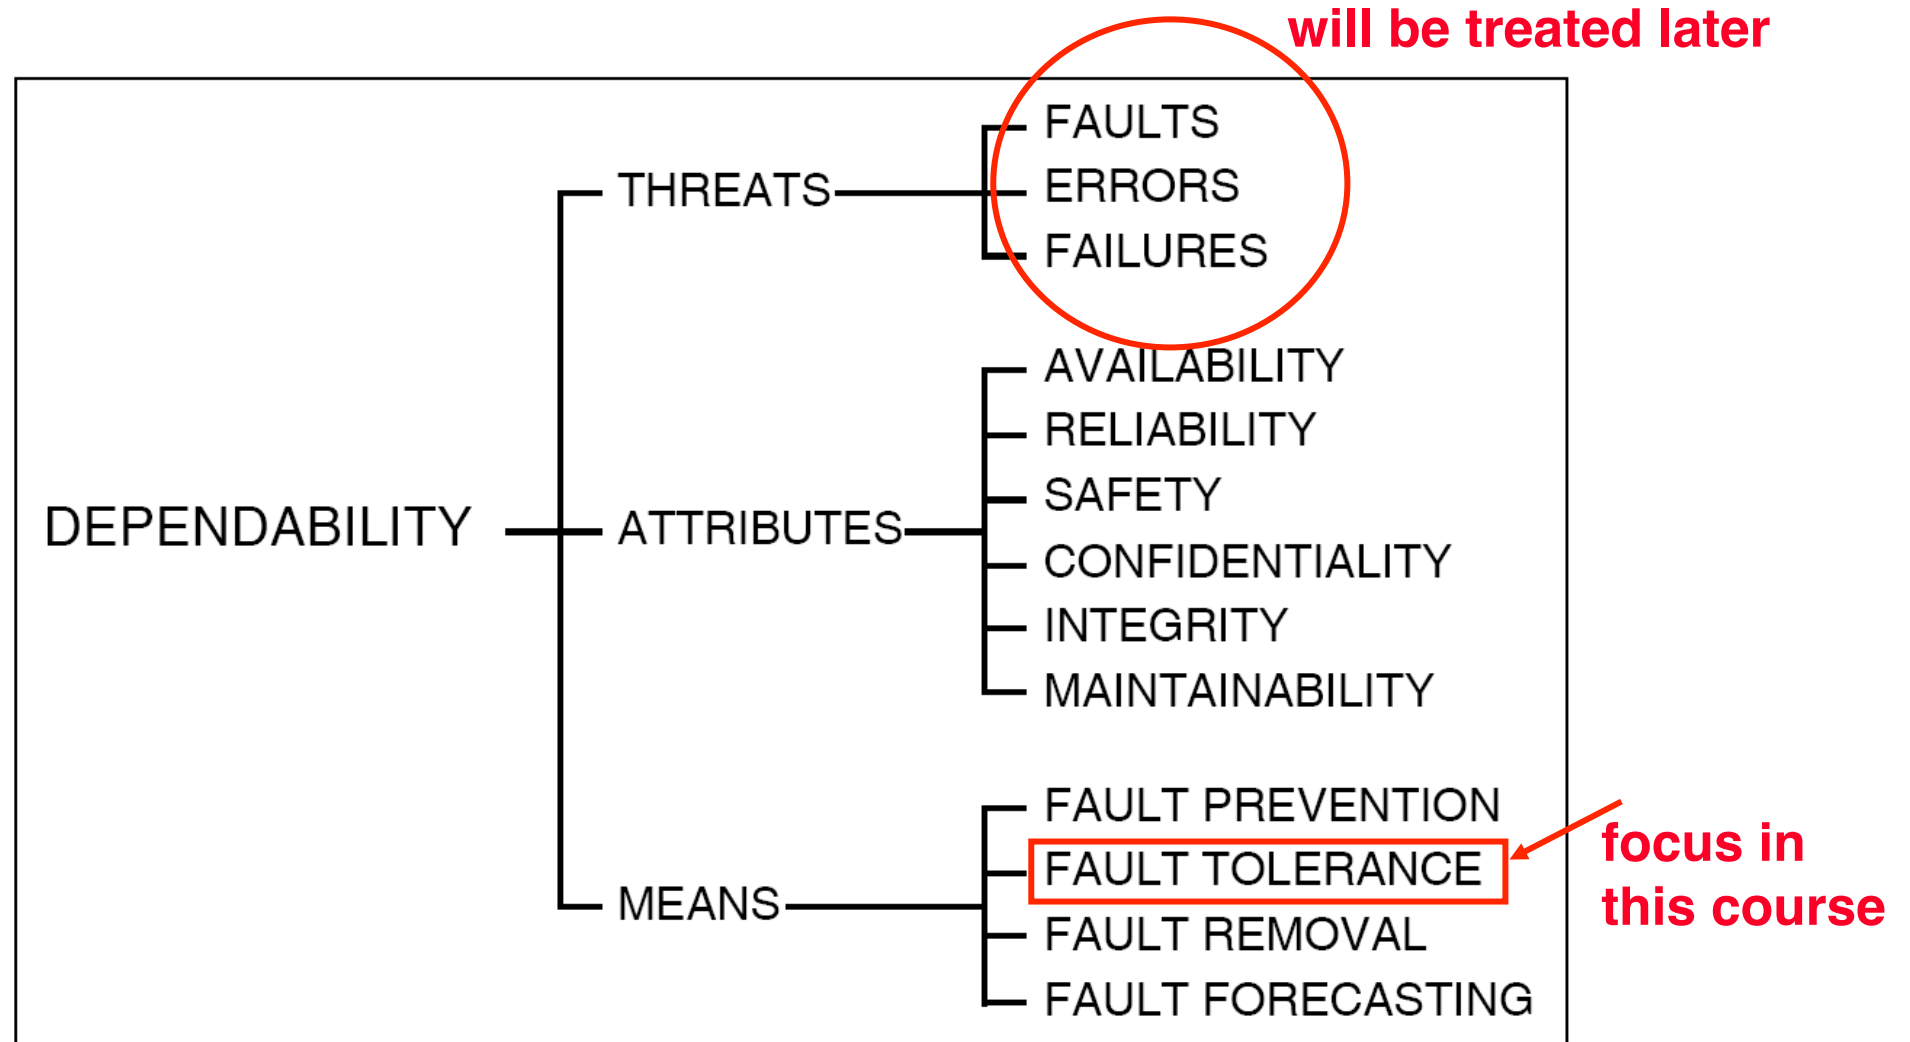 will be treated later
FAULTS
THREATS
ERRORS
FAILURES
AVAILABILITY
RELIABILITY
SAFETY
DEPENDABILITY
ATTRIBUTES
CONFIDENTIALITY
INTEGRITY
MAINTAINABILITY
FAULT PREVENTION
FAULT TOLERANCE
MEANS
FAULT REMOVAL
FAULT FORECASTING
focus in
this course